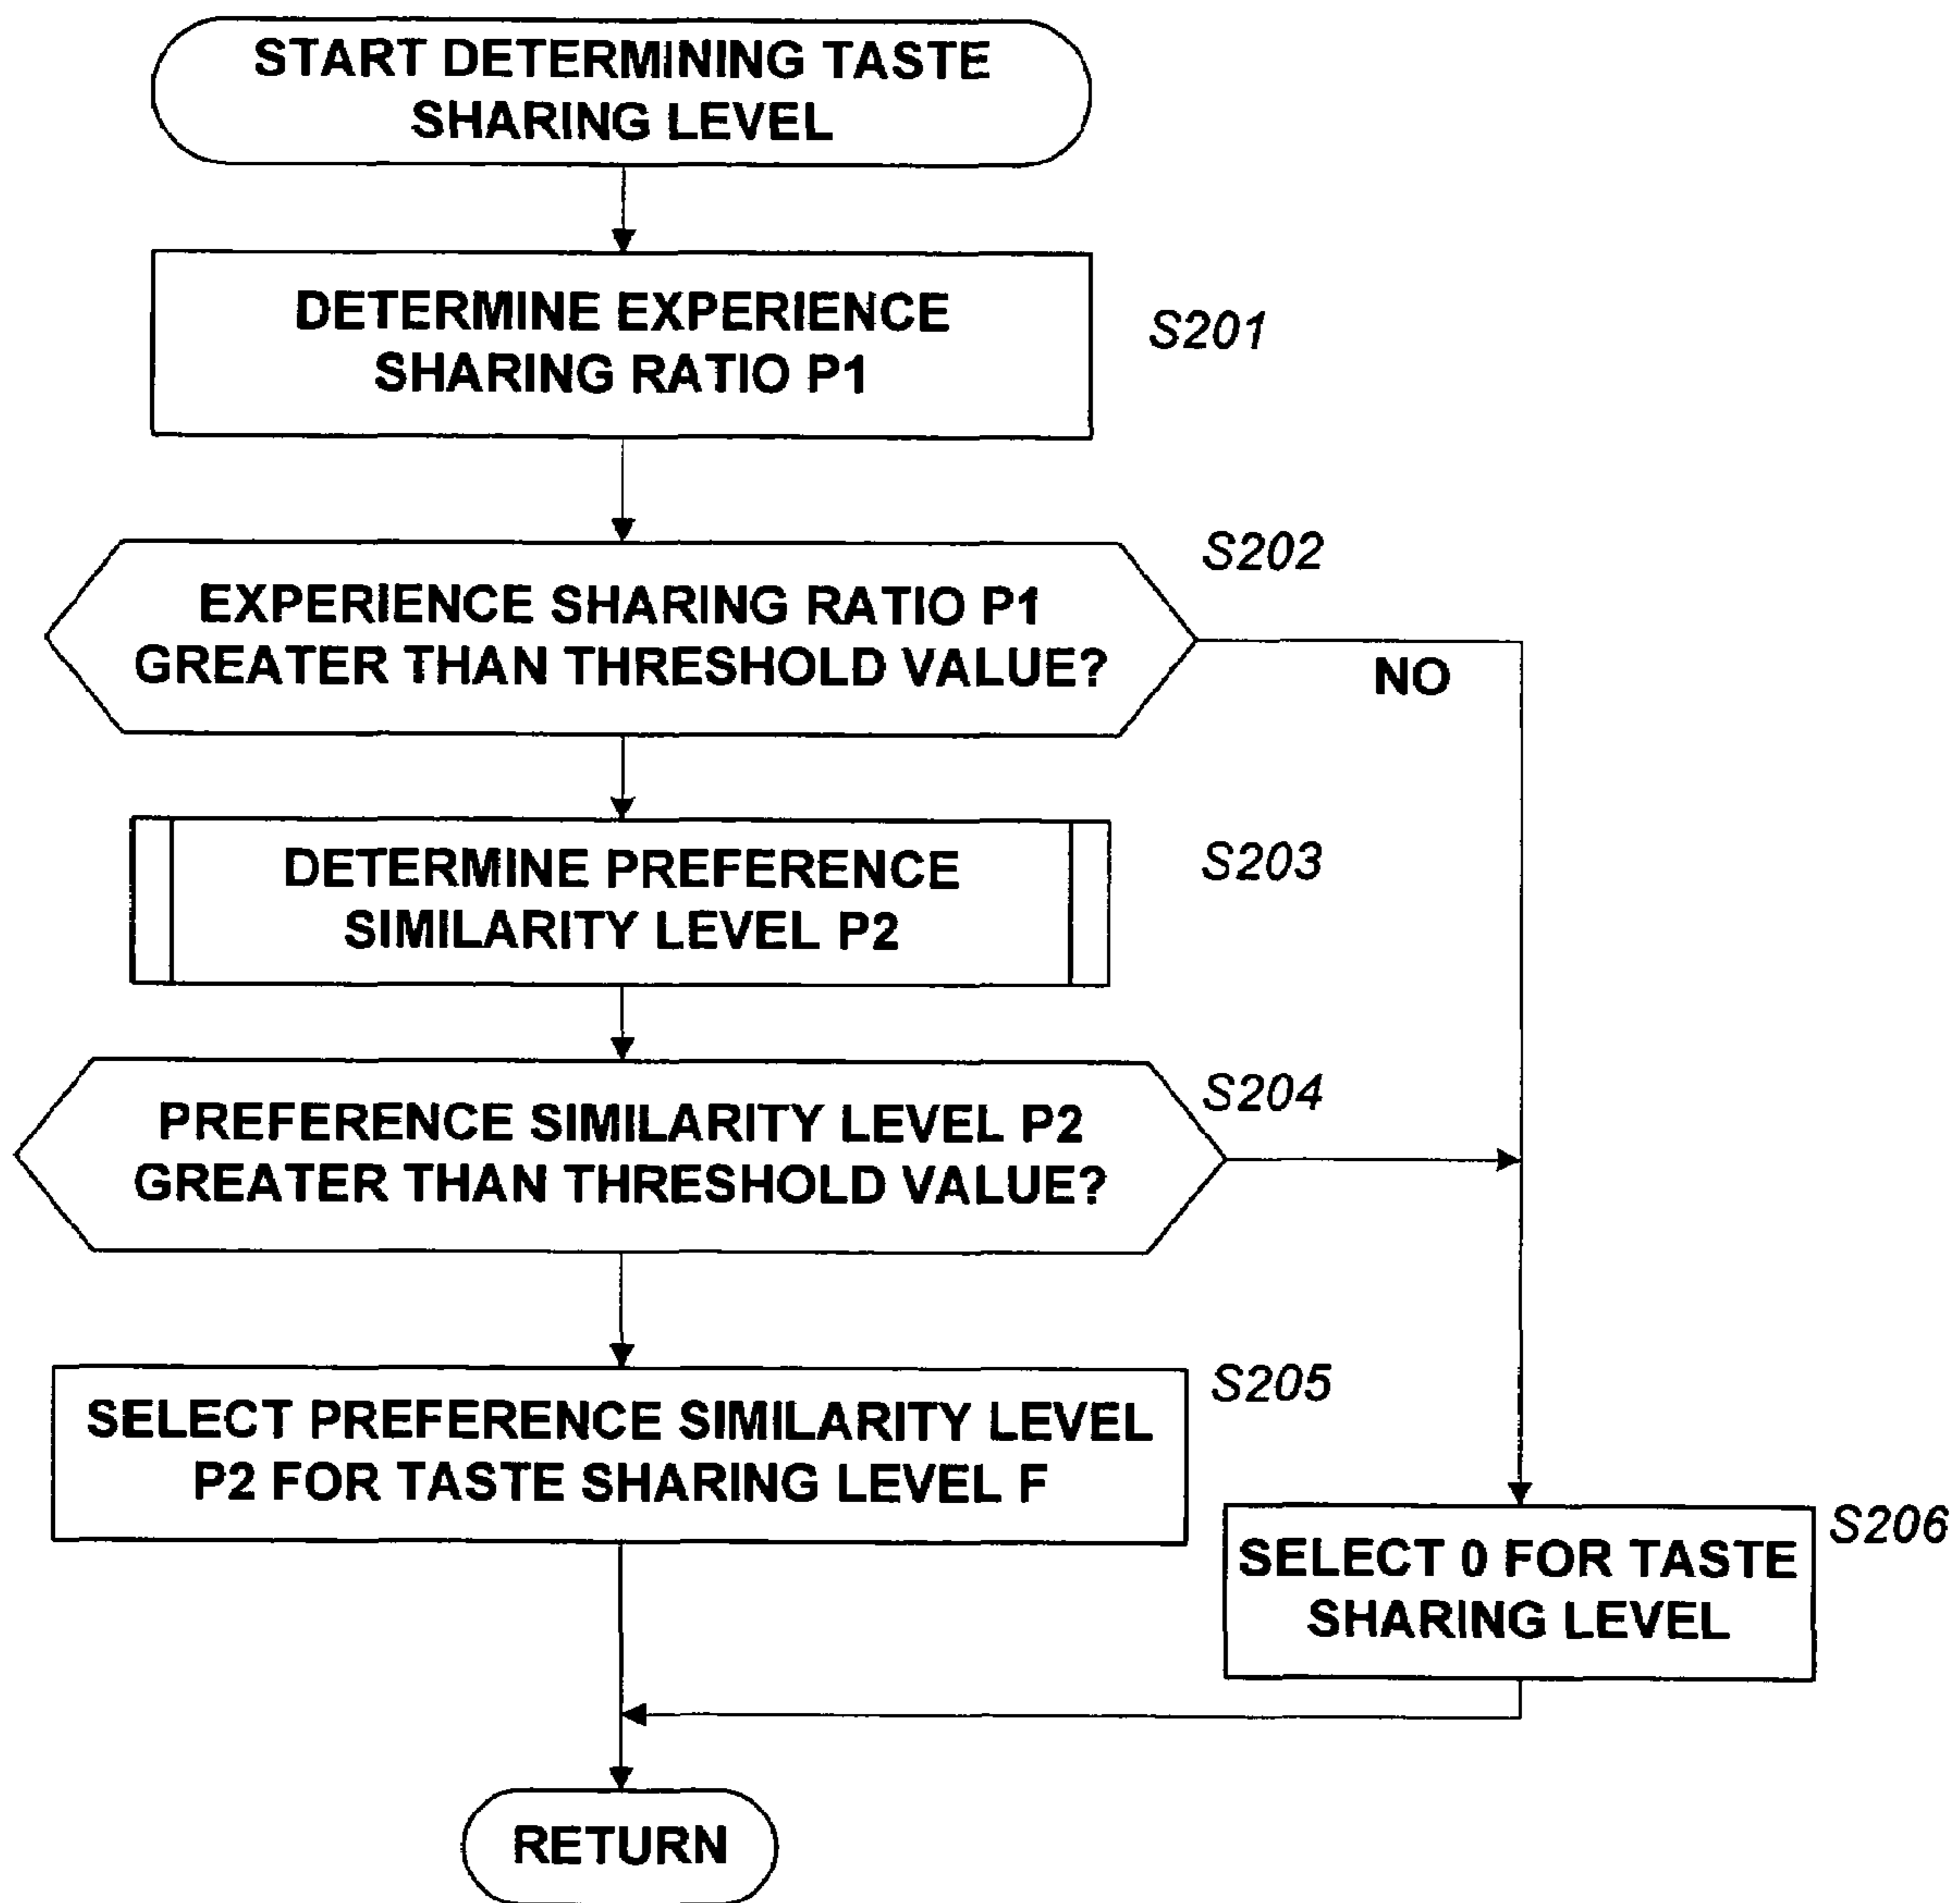 START DETERMINING TASTE
SHARING LEVEL
DETERMINE EXPERIENCE
SHARING RATIO P1
S201
S202
EXPERIENCE SHARING RATIO P1
GREATER THAN THRESHOLD VALUE?
NO
DETERMINE PREFERENCE
SIMILARITY LEVEL P2
S203
S204
PREFERENCE SIMILARITY LEVEL P2
GREATER THAN THRESHOLD VALUE?
S205
SELECT PREFERENCE SIMILARITY LEVEL
P2 FOR TASTE SHARING LEVEL F
S206
SELECT 0 FOR TASTE
SHARING LEVEL
RETURN